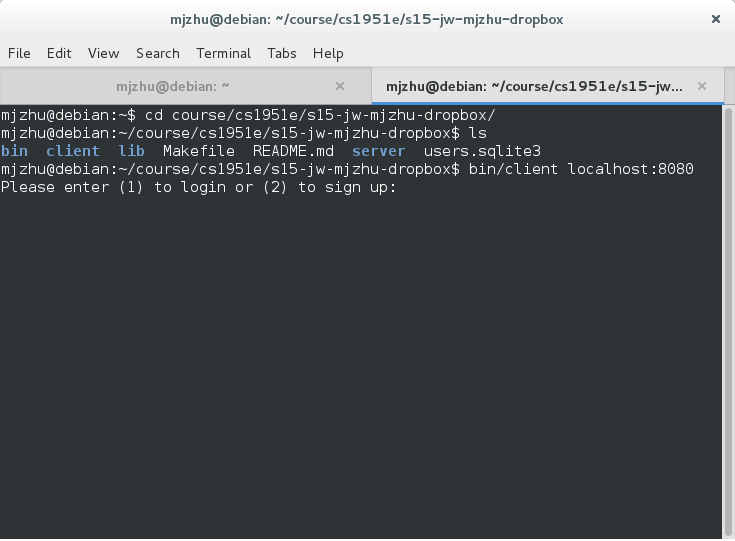 mjzhu@debian: ~/course/cs1951e/s15-jw-mjzhu-dropbox ×
File Edit View Search Terminal Tabs Help
mjzhu@debian: ~ × mjzhu@debian: ~/course/cs1951e/s15-jw... ×
mjzhu@debian:~$ cd course/cs1951e/s15-jw-mjzhu-dropbox/
mjzhu@debian:~/course/cs1951e/s15-jw-mjzhu-dropbox$ ls
bin client lib Makefile README.md server users.sqlite3
mjzhu@debian:~/course/cs1951e/s15-jw-mjzhu-dropbox$ bin/client localhost:8080
Please enter (1) to login or (2) to sign up: